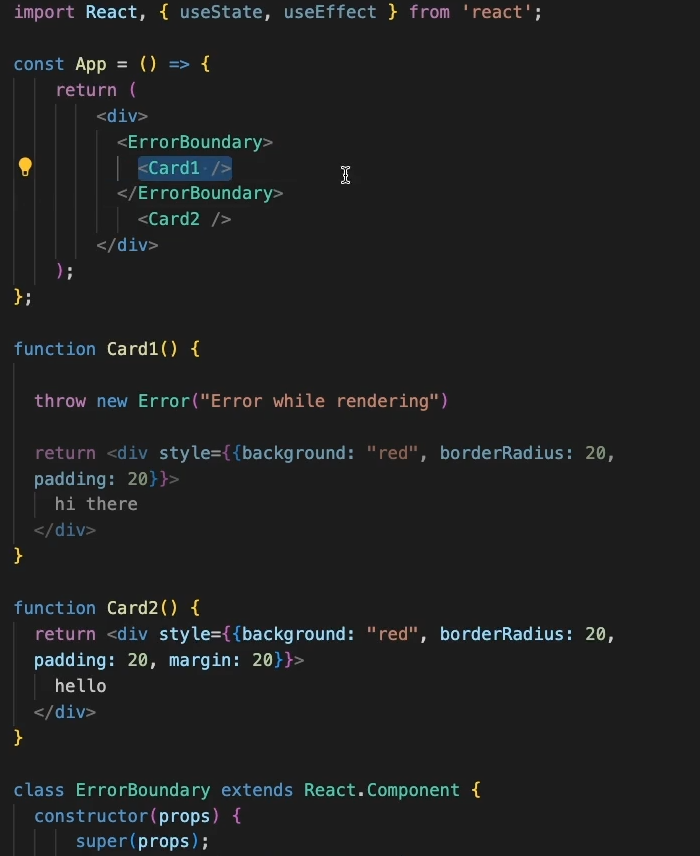 import React, { useState, useEffect } from 'react';
const App = () => {
return (
<div>
<ErrorBoundary>
<Card1 />
</ErrorBoundary>
<Card2 />
</div>
);
};
function Card1() {
throw new Error("Error while rendering")
return <div style={{background: "red", borderRadius: 20,
padding: 20}}>
hi there
</div>
}
function Card2() {
return <div style={{background: "red", borderRadius: 20,
padding: 20, margin: 20}}>
hello
</div>
}
class ErrorBoundary extends React.Component {
constructor(props) {
super(props);